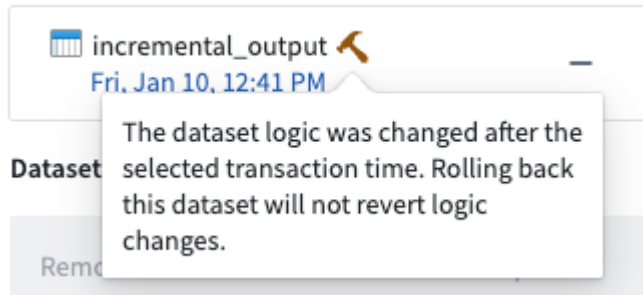 incremental_output
Fri, Jan 10, 12:41 PM
The dataset logic was changed after the
Dataset selected transaction time. Rolling back
this dataset will not revert logic
changes.